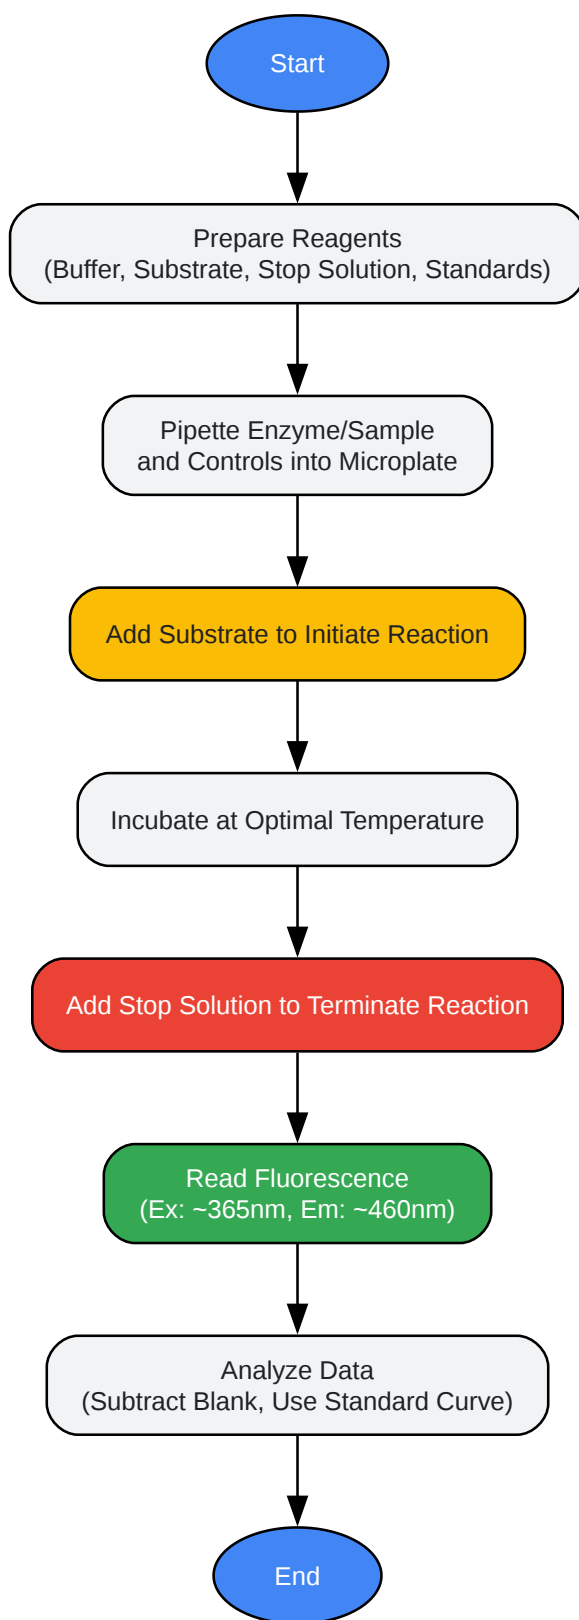 Start
Prepare Reagents
(Buffer, Substrate, Stop Solution, Standards)
Pipette Enzyme/Sample
and Controls into Microplate
Add Substrate to Initiate Reaction
Incubate at Optimal Temperature
Add Stop Solution to Terminate Reaction
Read Fluorescence
(Ex: ~365nm, Em: ~460nm)
Analyze Data
(Subtract Blank, Use Standard Curve)
End